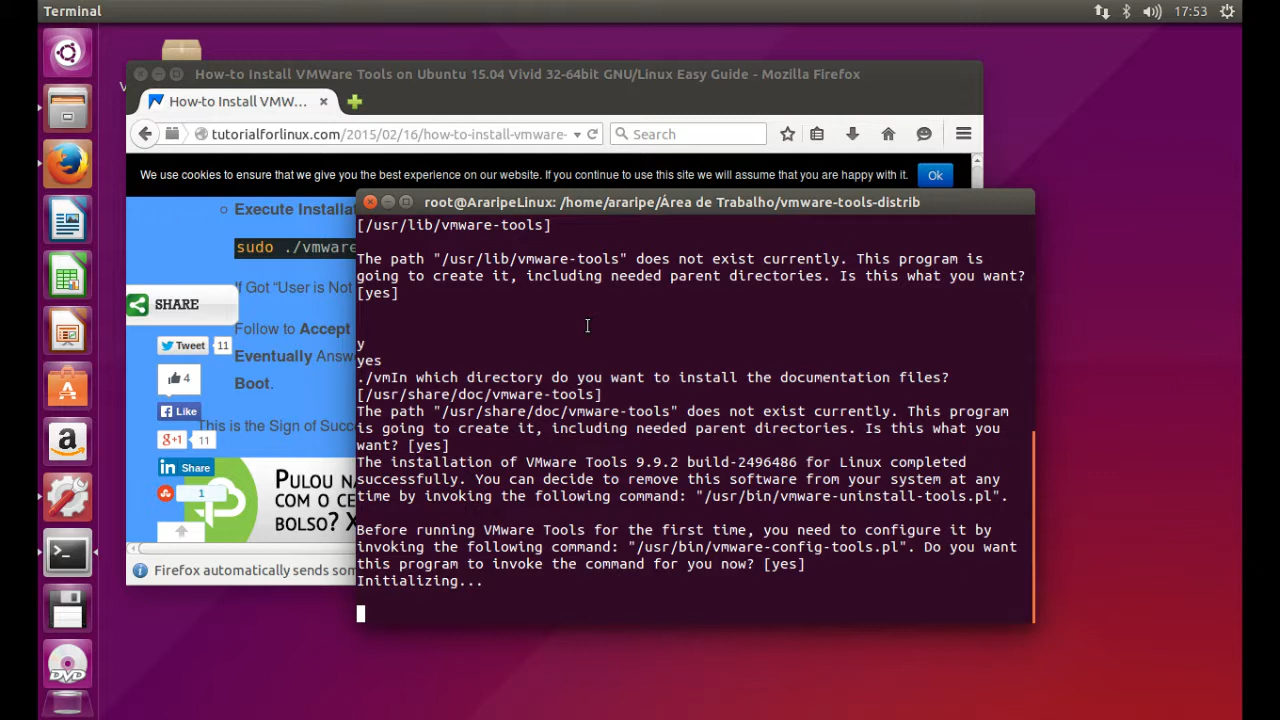 Terminal
17:53
How-to Install VMWare Tools on Ubuntu 15.04 Vivid 32-64bit GNU/Linux Easy Guide - Mozilla Firefox
How-to Install VMW...
tutorialforlinux.com/2015/02/16/how-to-install-vmware-
Search
We use cookies to ensure that we give you the best experience on our website. If you continue to use this site we will assume that you are happy with it.
Ok
Execute Installa
sudo ./vmware
If Got “User is Not
SHARE
Follow to Accept
Eventually Answ
Boot.
Tweet 11
4
Like
This is the Sign of Succe
g+1 11
in Share
1
PULOU NA
COM O CE
BOLSO? X
Firefox automatically sends som
root@AraripeLinux: /home/araripe/Área de Trabalho/vmware-tools-distrib
[/usr/lib/vmware-tools]
The path "/usr/lib/vmware-tools" does not exist currently. This program is
going to create it, including needed parent directories. Is this what you want?
[yes]
y
yes
./vmIn which directory do you want to install the documentation files?
[/usr/share/doc/vmware-tools]
The path "/usr/share/doc/vmware-tools" does not exist currently. This program
is going to create it, including needed parent directories. Is this what you
want? [yes]
The installation of VMware Tools 9.9.2 build-2496486 for Linux completed
successfully. You can decide to remove this software from your system at any
time by invoking the following command: "/usr/bin/vmware-uninstall-tools.pl".
Before running VMware Tools for the first time, you need to configure it by
invoking the following command: "/usr/bin/vmware-config-tools.pl". Do you want
this program to invoke the command for you now? [yes]
Initializing...
DVD